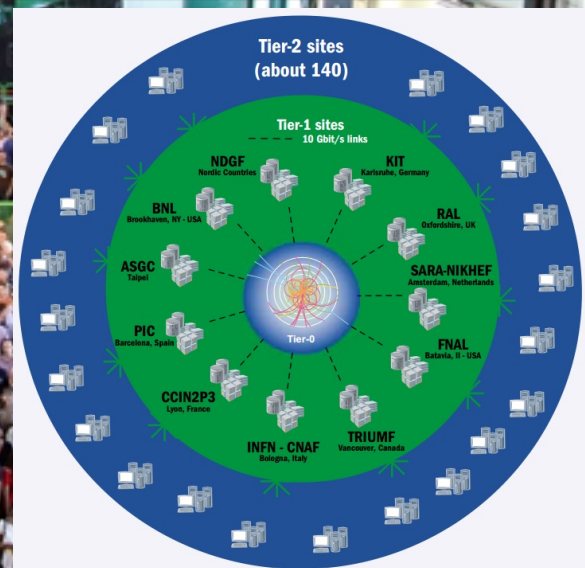 Tier-2 sites
(about 140)
Tier-1 sites
10 Gbit/s links
NDGF
Nordic Countries
KIT
Karlsruhe, Germany
BNL
Brookhaven, NY - USA
RAL
Oxfordshire, UK
ASGC
Taipei
SARA-NIKHEF
Amsterdam, Netherlands
PIC
Barcelona, Spain
FNAL
Batavia, Il - USA
Tier-0
CCIN2P3
Lyon, France
TRIUMF
Vancouver, Canada
INFN - CNAF
Bologna, Italy